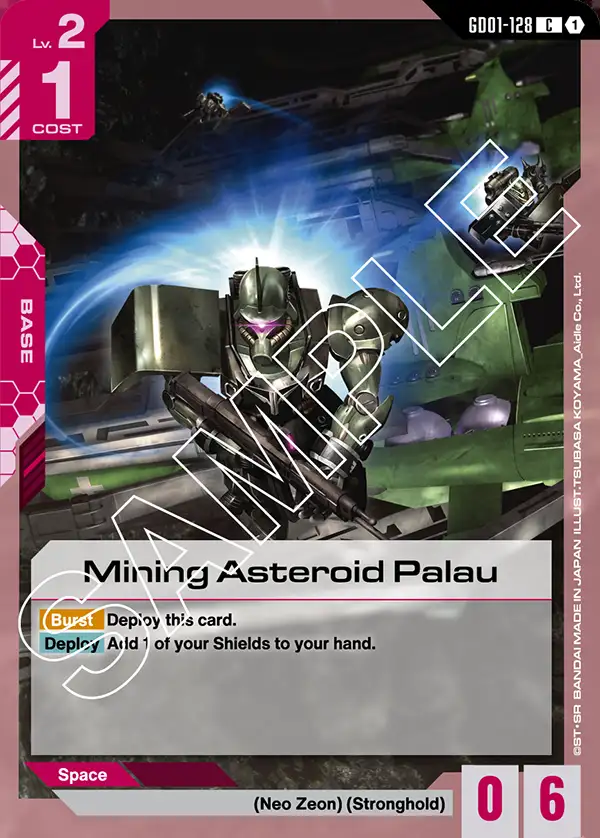 Lv. 2
GD01-128 C 1
1
COST
BASE
SAMPLE
Mining Asteroid Palau
Burst Deploy this card.
Deploy Add 1 of your Shields to your hand.
Space
(Neo Zeon) (Stronghold)
0 6
©ST・SR BANDAI MADE IN JAPAN ILLUST.TSUBASA KOYAMA_Aidle Co., Ltd.